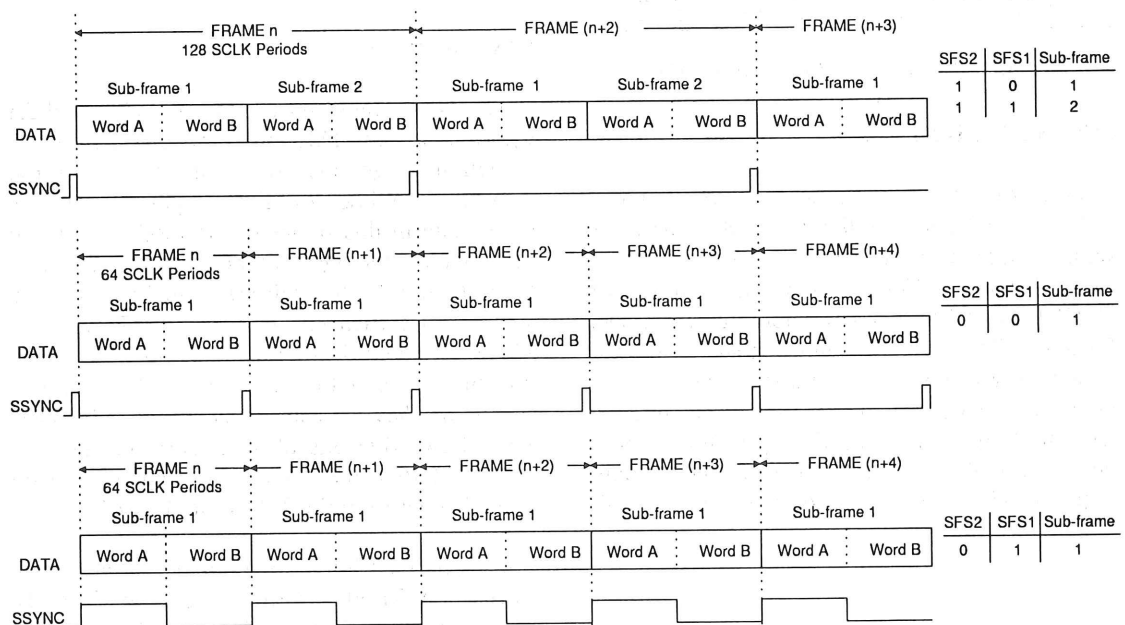 FRAME n FRAME (n+2) FRAME (n+3)
128 SCLK Periods
SFS2 SFS1 Sub-frame
Sub-frame 1 Sub-frame 2 Sub-frame 1 Sub-frame 2 Sub-frame 1
1 0 1
1 1 2
DATA Word A Word B Word A Word B Word A Word B Word A Word B Word A Word B
SSYNC
FRAME n FRAME (n+1) FRAME (n+2) FRAME (n+3) FRAME (n+4)
64 SCLK Periods
Sub-frame 1 Sub-frame 1 Sub-frame 1 Sub-frame 1 Sub-frame 1
SFS2 SFS1 Sub-frame
0 0 1
DATA Word A Word B Word A Word B Word A Word B Word A Word B Word A Word B
SSYNC
FRAME n FRAME (n+1) FRAME (n+2) FRAME (n+3) FRAME (n+4)
64 SCLK Periods
Sub-frame 1 Sub-frame 1 Sub-frame 1 Sub-frame 1 Sub-frame 1
SFS2 SFS1 Sub-frame
0 1 1
DATA Word A Word B Word A Word B Word A Word B Word A Word B Word A Word B
SSYNC